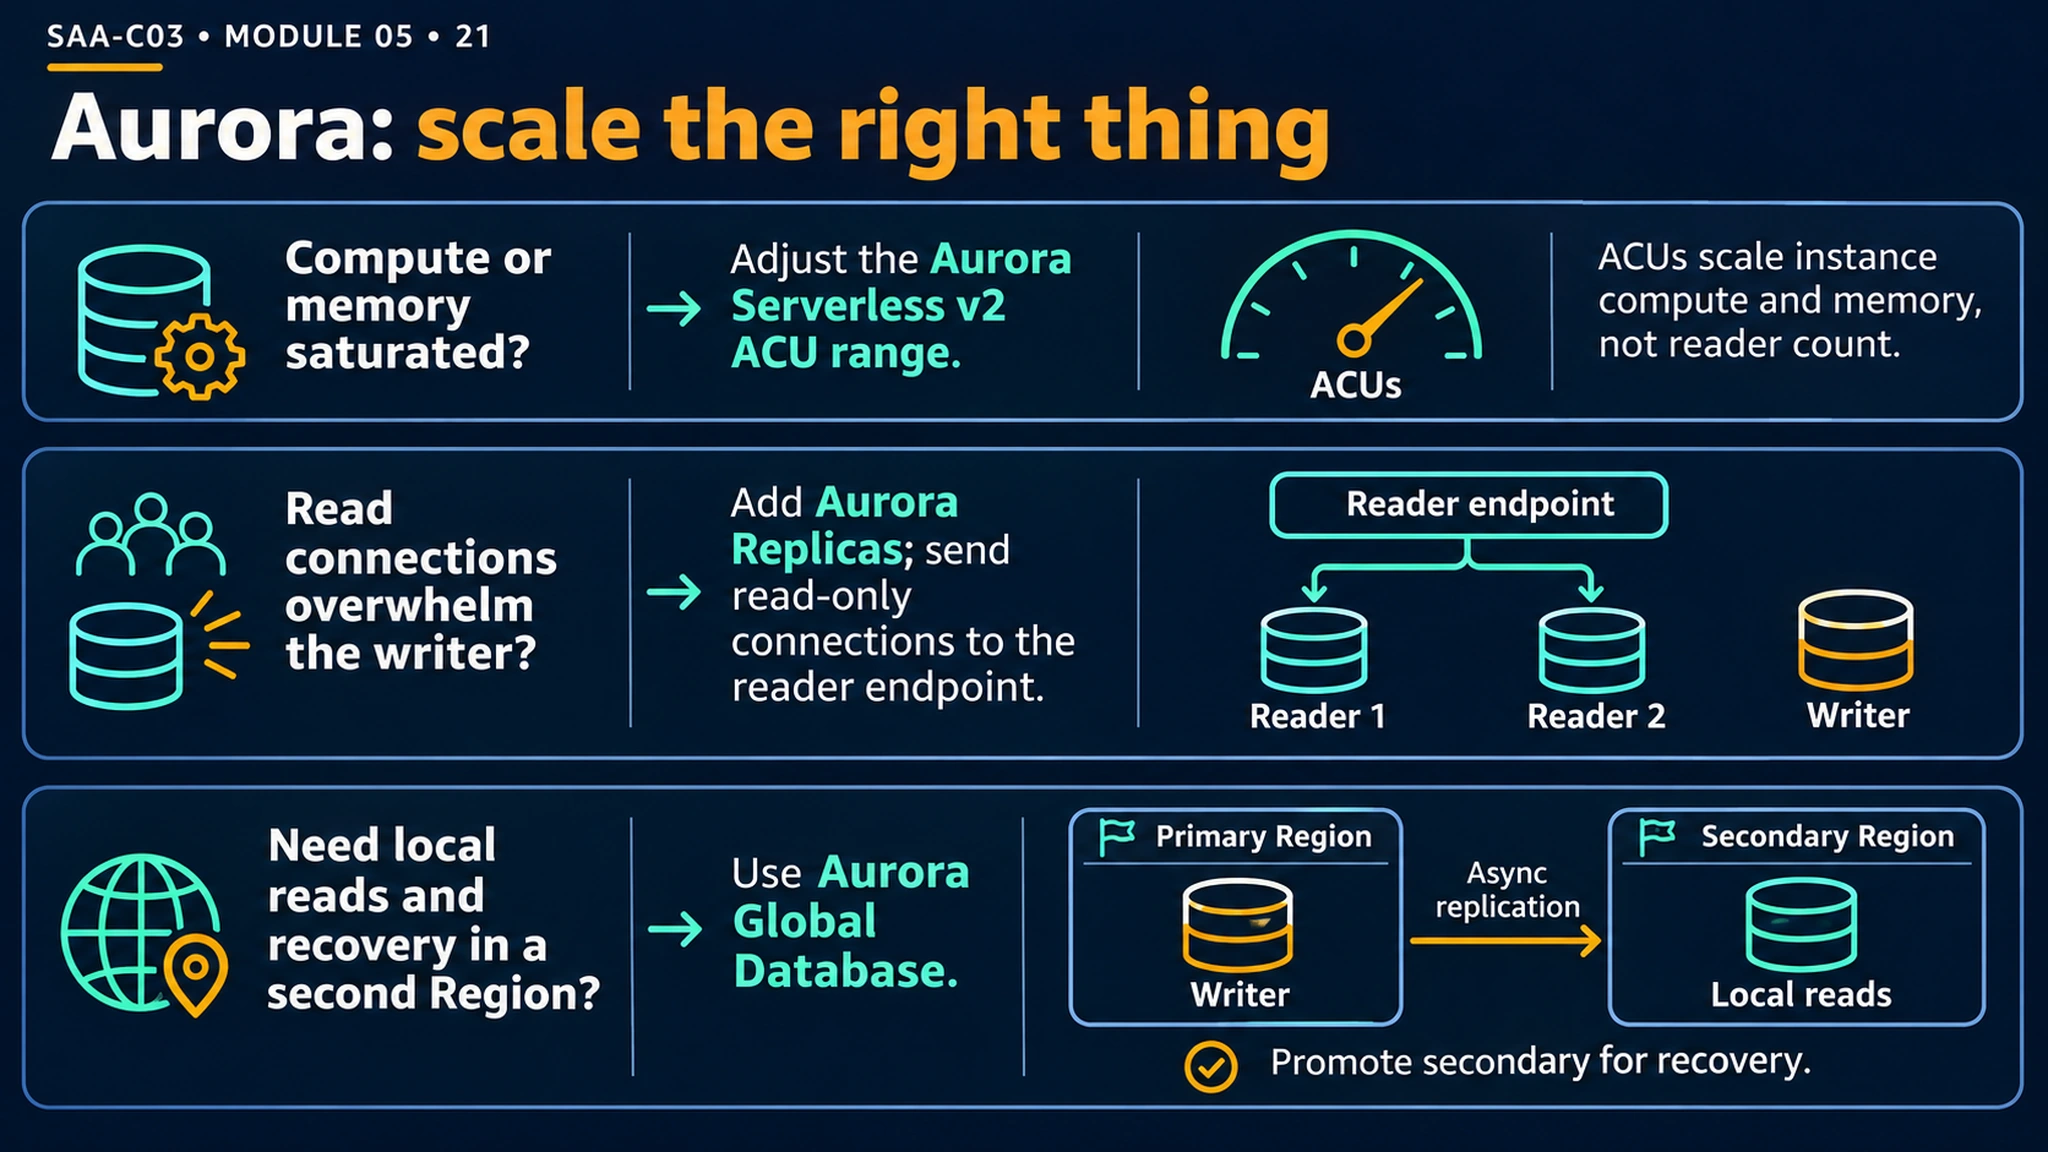 SAA-C03 • MODULE 05 • 21
Aurora: scale the right thing
Compute or
memory
saturated?
Adjust the Aurora
Serverless v2
ACU range.
ACUs
ACUs scale instance
compute and memory,
not reader count.
Read
connections
overwhelm
the writer?
Add Aurora
Replicas; send
read-only
connections to the
reader endpoint.
Reader endpoint
Reader 1
Reader 2
Writer
Need local
reads and
recovery in a
second Region?
Use Aurora
Global
Database.
Primary Region
Writer
Async
replication
Secondary Region
Local reads
Promote secondary for recovery.